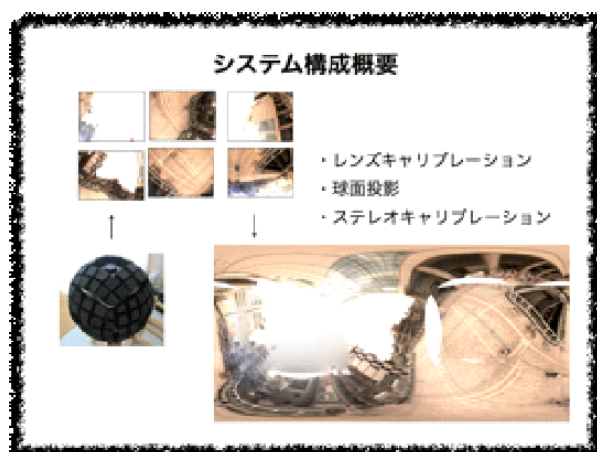 システム構成概要
・レンズキャリブレーション
・球面投影
・ステレオキャリブレーション